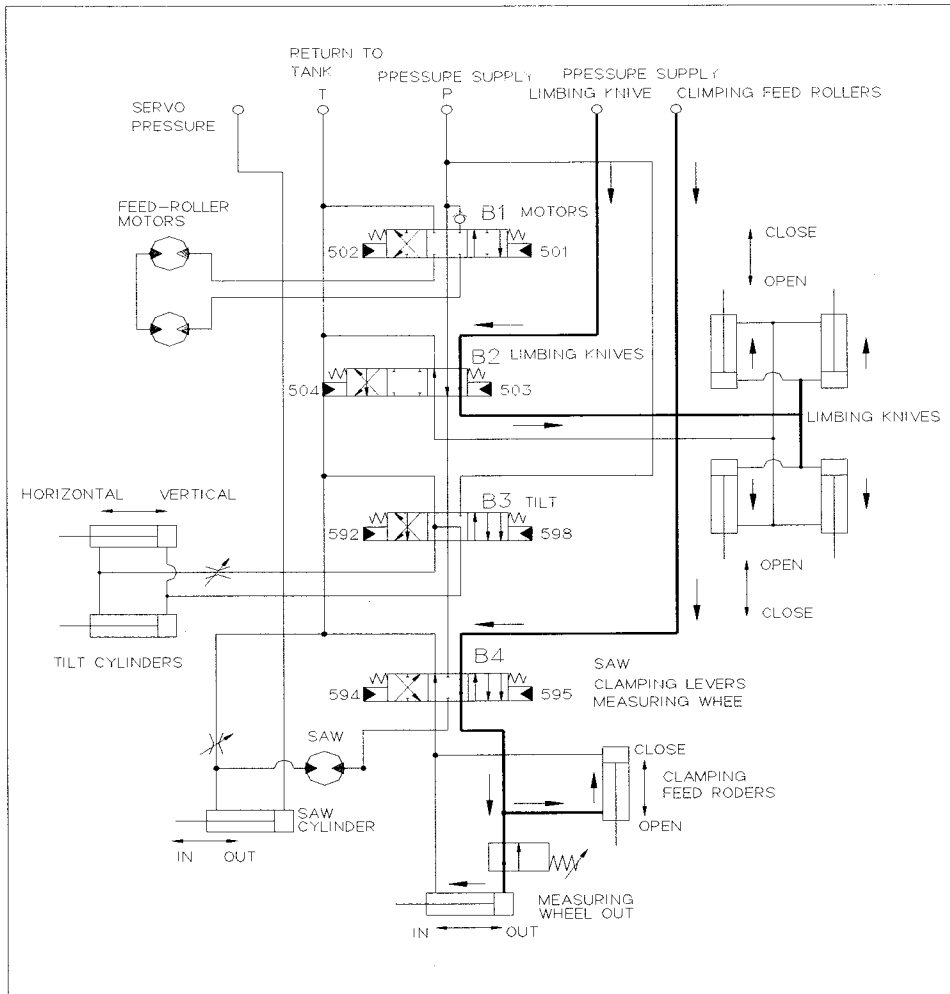 RETURN TO
TANK
T
PRESSURE SUPPLY
P
PRESSURE SUPPLY
LIMBING KNIVE
CLIMPING FEED ROLLERS
SERVO
PRESSURE
FEED-ROLLER
MOTORS
B1 MOTORS
502
501
CLOSE
OPEN
B2 LIMBING KNIVES
504
503
LIMBING KNIVES
HORIZONTAL
VERTICAL
B3 TILT
592
598
OPEN
CLOSE
TILT CYLINDERS
B4
594
595
SAW
CLAMPING LEVERS
MEASURING WHEE
SAW
CLOSE
CLAMPING
FEED RODERS
OPEN
SAW
CYLINDER
IN
OUT
MEASURING
WHEEL OUT
IN
OUT